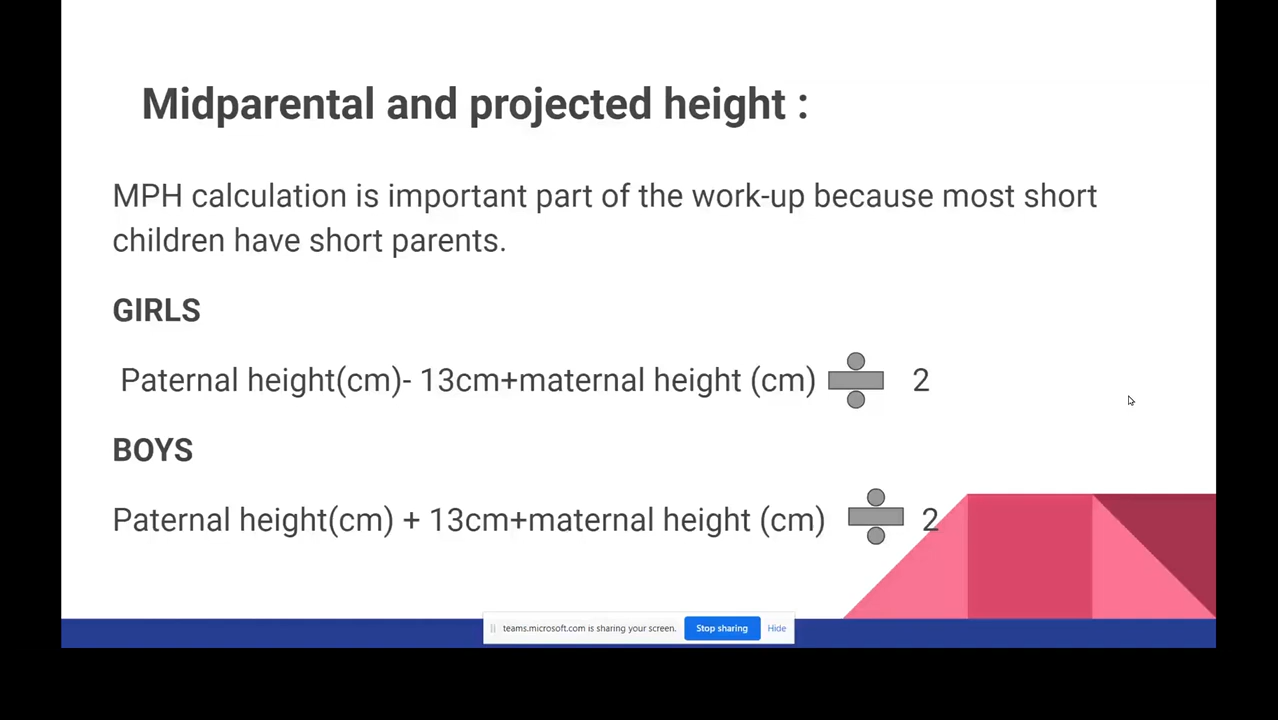 Midparental and projected height :
MPH calculation is important part of the work-up because most short
children have short parents.
GIRLS
Paternal height(cm)- 13cm+maternal height (cm) ÷ 2
BOYS
Paternal height(cm) + 13cm+maternal height (cm) ÷ 2
teams.microsoft.com is sharing your screen. Stop sharing Hide